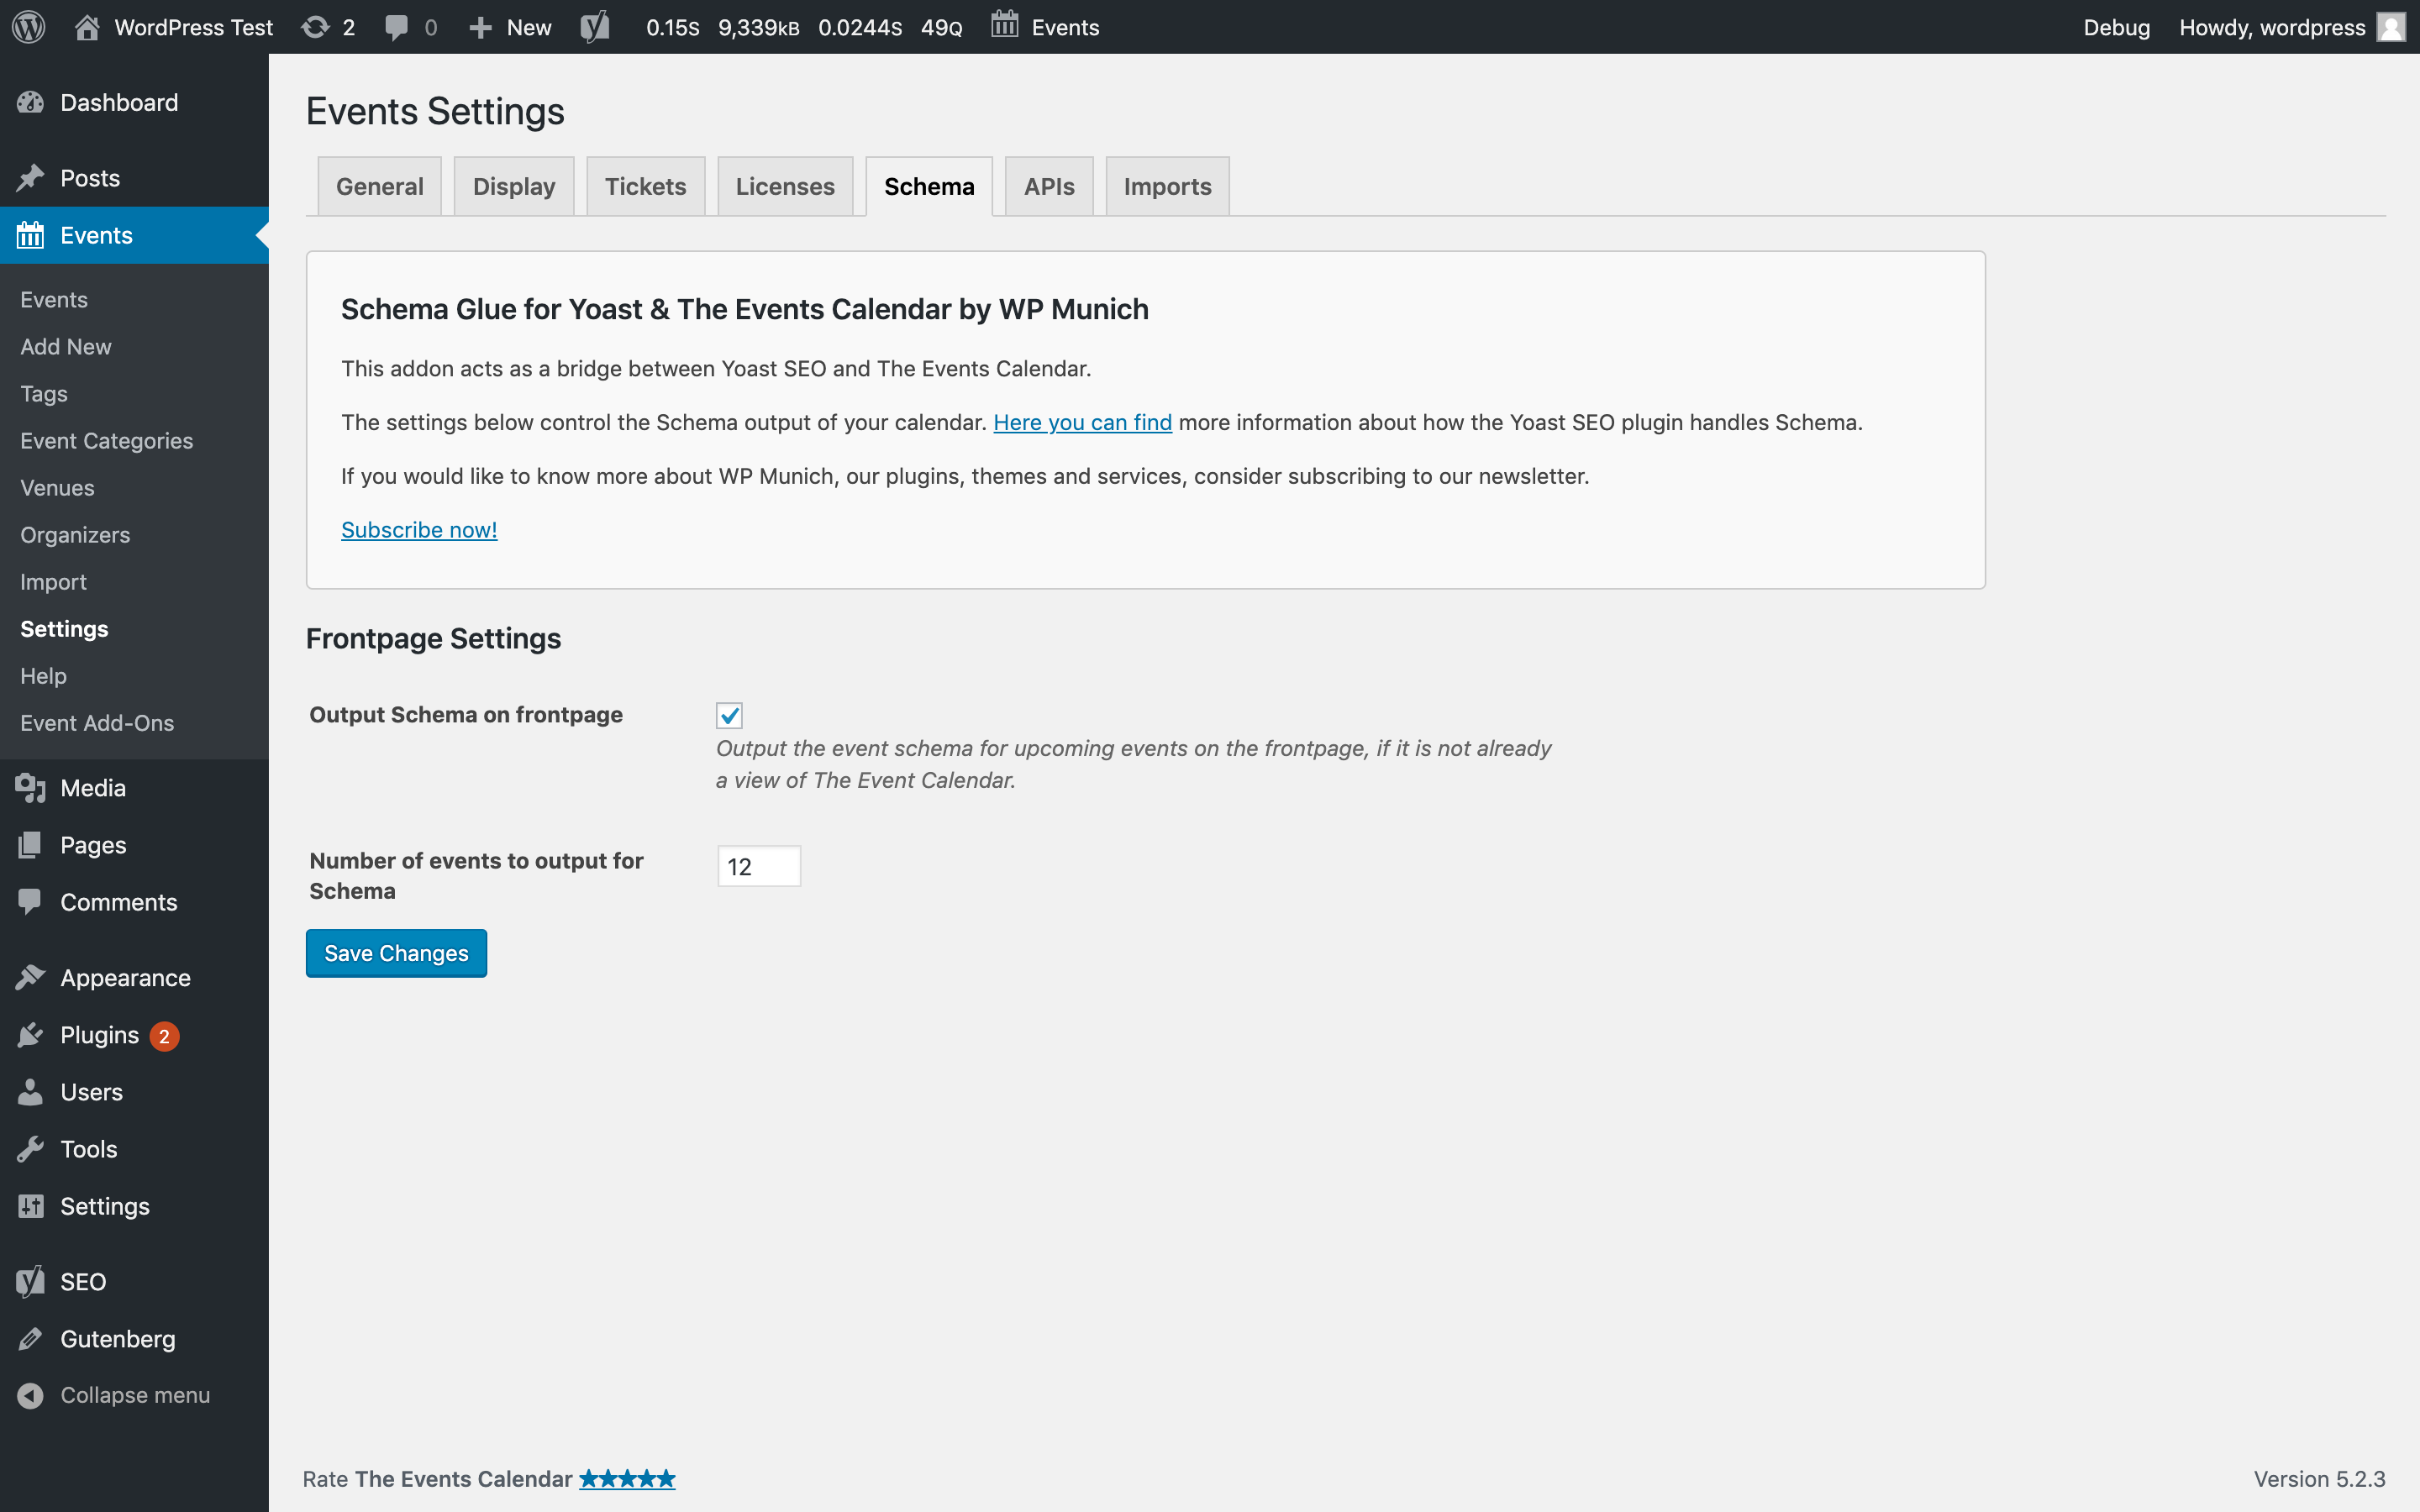 WordPress Test 2 0 New 0.15S 9,339KB 0.0244S 49Q Events Debug Howdy, wordpress
Dashboard
Posts
Events
Events
Add New
Tags
Event Categories
Venues
Organizers
Import
Settings
Help
Event Add-Ons
Media
Pages
Comments
Appearance
Plugins 2
Users
Tools
Settings
SEO
Gutenberg
Collapse menu
Events Settings
General Display Tickets Licenses Schema APIs Imports
Schema Glue for Yoast & The Events Calendar by WP Munich
This addon acts as a bridge between Yoast SEO and The Events Calendar.
The settings below control the Schema output of your calendar. Here you can find more information about how the Yoast SEO plugin handles Schema.
If you would like to know more about WP Munich, our plugins, themes and services, consider subscribing to our newsletter.
Subscribe now!
Frontpage Settings
Output Schema on frontpage
Output the event schema for upcoming events on the frontpage, if it is not already
a view of The Event Calendar.
Number of events to output for
Schema
12
Save Changes
Rate The Events Calendar ★★★★★
Version 5.2.3